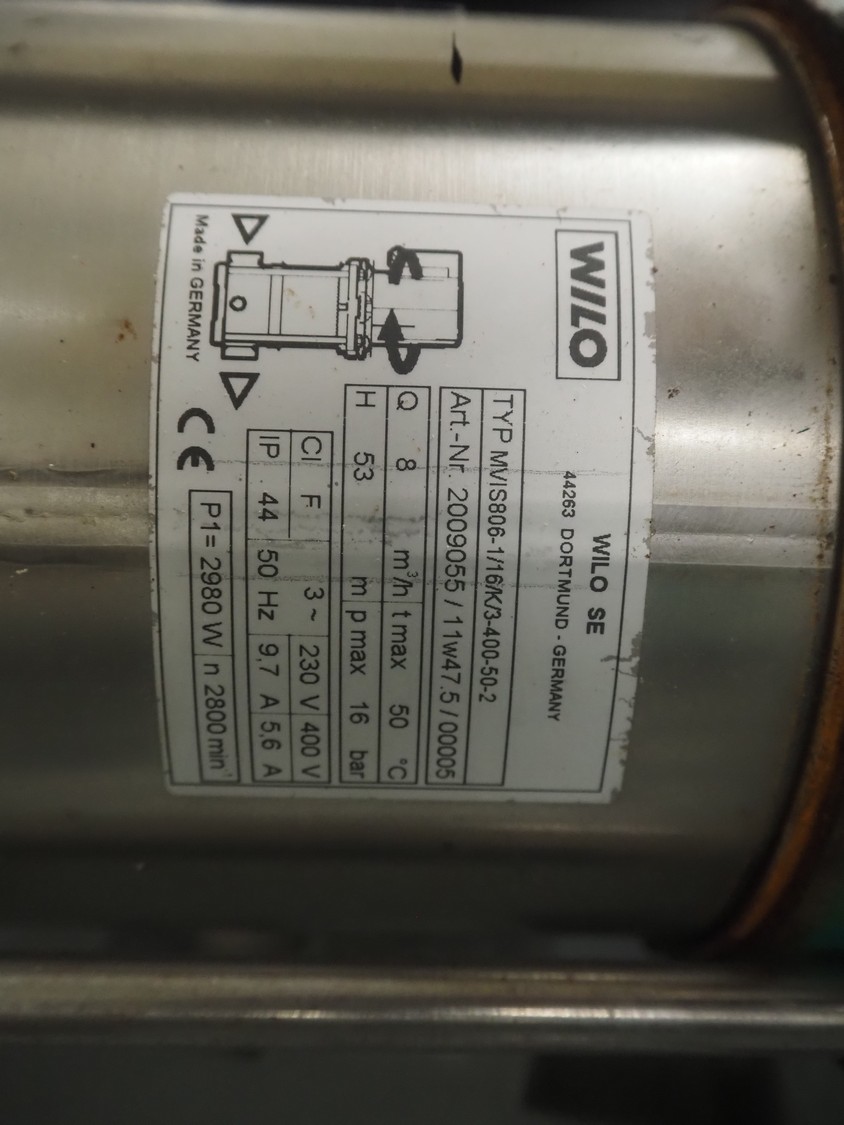 WILO
WILO SE
44263 DORTMUND - GERMANY
TYP MVIS806-1/16/K/3-400-50-2
Art.-Nr. 2009055 / 11w47.5 / 00005
Q 8 m³/h t max 50 °C
H 53 m p max 16 bar
CI F 3 ~ 230 V 400 V
IP 44 50 Hz 9,7 A 5,6 A
P1= 2980 W n 2800 min⁻¹
CE
Made in GERMANY